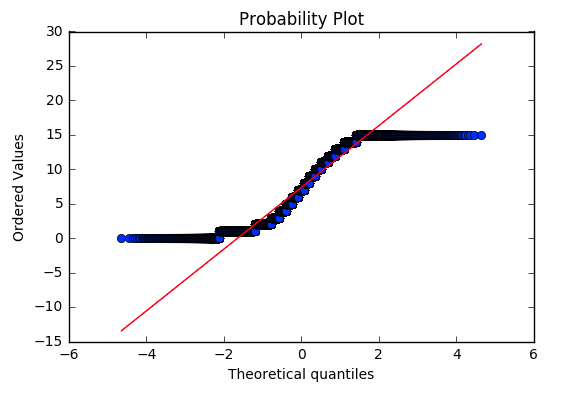 Probability Plot
30
25
20
15
10
5
0
−5
−10
−15
Ordered Values
−6 −4 −2 0 2 4 6
Theoretical quantiles